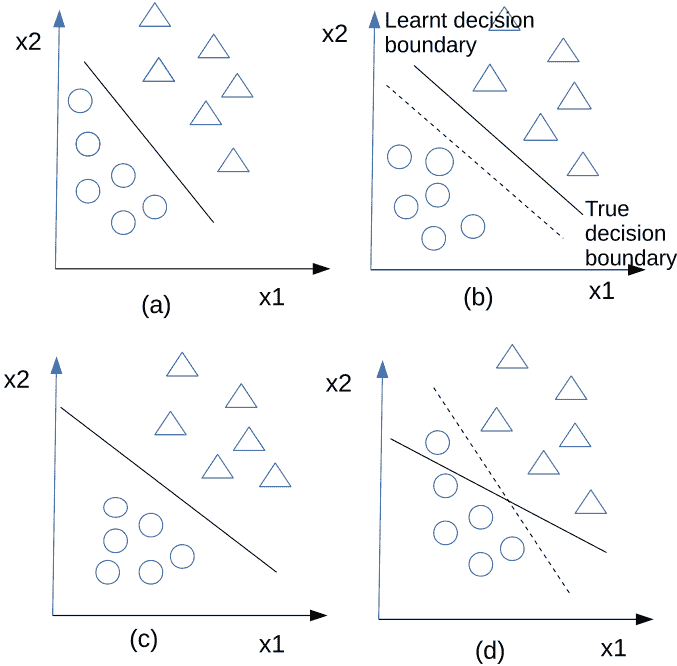 x2
x1
(a)
x2
Learnt decision
boundary
True
decision
boundary
x1
(b)
x2
x1
(c)
x2
x1
(d)